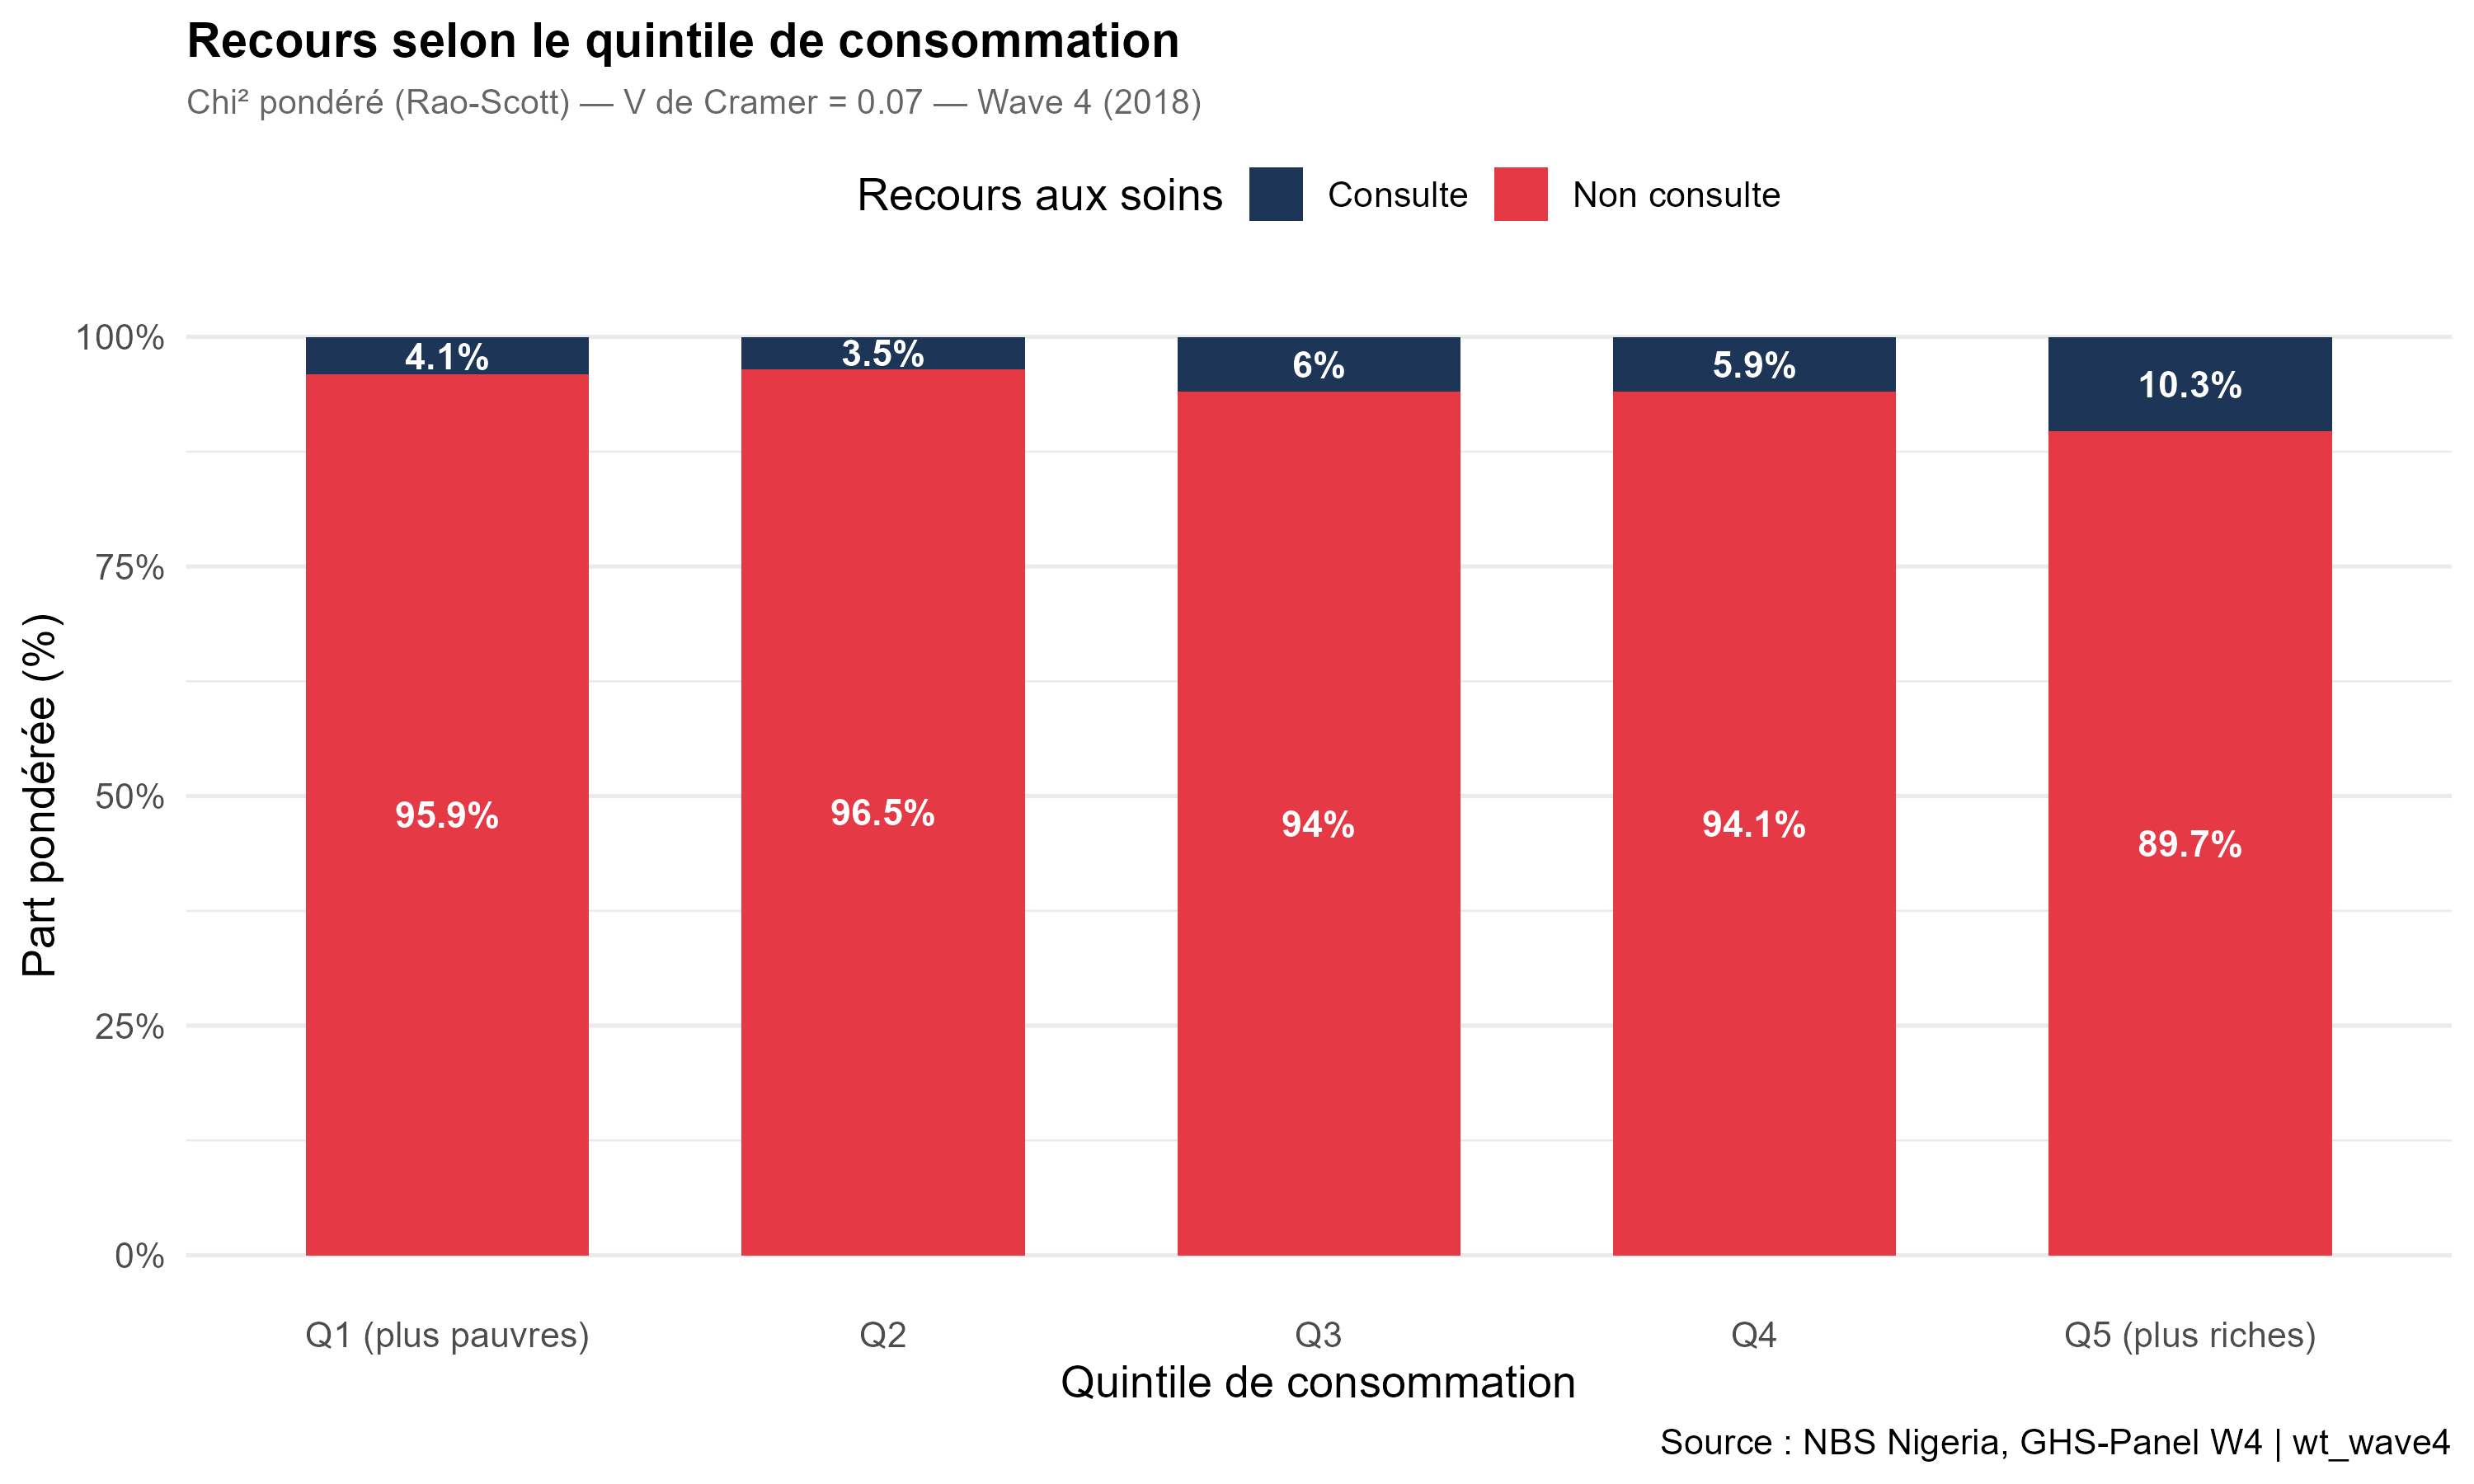 Recours selon le quintile de consommation
Chi² pondéré (Rao-Scott) — V de Cramer = 0.07 — Wave 4 (2018)
Recours aux soins Consulte Non consulte
100%
75%
50%
25%
0%
Part pondérée (%)
4.1% 3.5% 6% 5.9% 10.3%
95.9% 96.5% 94% 94.1% 89.7%
Q1 (plus pauvres) Q2 Q3 Q4 Q5 (plus riches)
Quintile de consommation
Source : NBS Nigeria, GHS-Panel W4 | wt_wave4